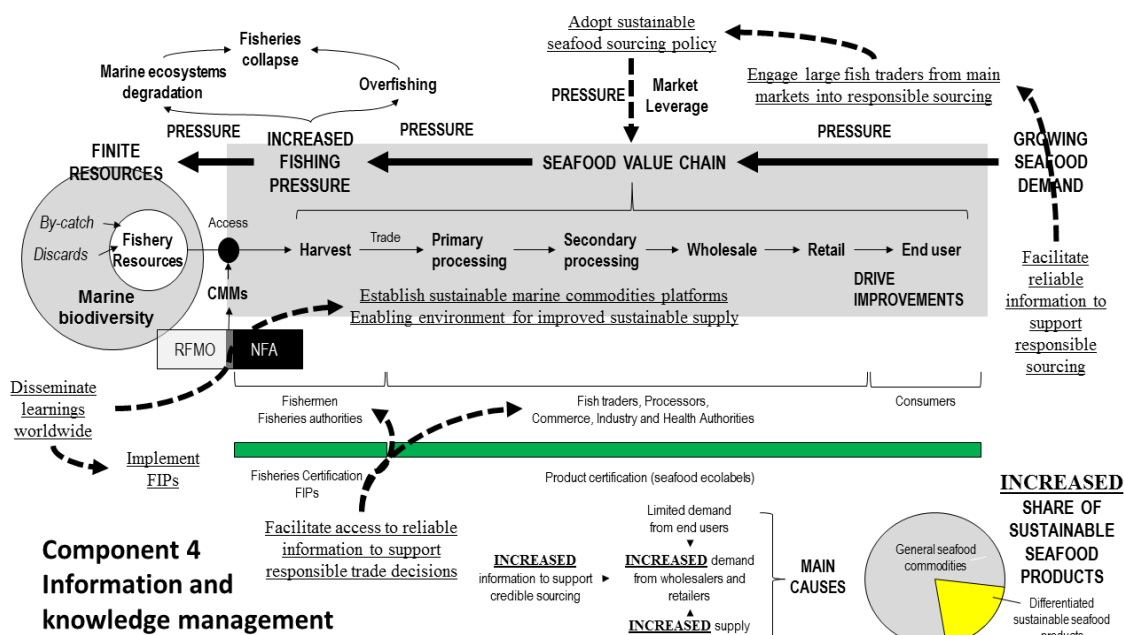 Adopt sustainable
seafood sourcing policy
Fisheries
collapse
Marine ecosystems
degradation
Overfishing
PRESSURE
Market
Leverage
Engage large fish traders from main
markets into responsible sourcing
PRESSURE
PRESSURE
PRESSURE
FINITE
RESOURCES
INCREASED
FISHING
PRESSURE
SEAFOOD VALUE CHAIN
GROWING
SEAFOOD
DEMAND
By-catch
Discards
Fishery
Resources
Marine
biodiversity
Access
CMMs
Harvest
Trade
Primary
processing
Secondary
processing
Wholesale
Retail
End user
DRIVE
IMPROVEMENTS
Establish sustainable marine commodities platforms
Enabling environment for improved sustainable supply
Facilitate
reliable
information to
support
responsible
sourcing
RFMO
NFA
Disseminate
learnings
worldwide
Implement
FIPs
Fishermen
Fisheries authorities
Fish traders, Processors,
Commerce, Industry and Health Authorities
Consumers
Fisheries Certification
FIPs
Product certification (seafood ecolabels)
Facilitate access to reliable
information to support
responsible trade decisions
Component 4
Information and
knowledge management
INCREASED
information to support
credible sourcing
Limited demand
from end users
INCREASED demand
from wholesalers and
retailers
INCREASED supply
MAIN
CAUSES
General seafood
commodities
INCREASED
SHARE OF
SUSTAINABLE
SEAFOOD
PRODUCTS
Differentiated
sustainable seafood
products